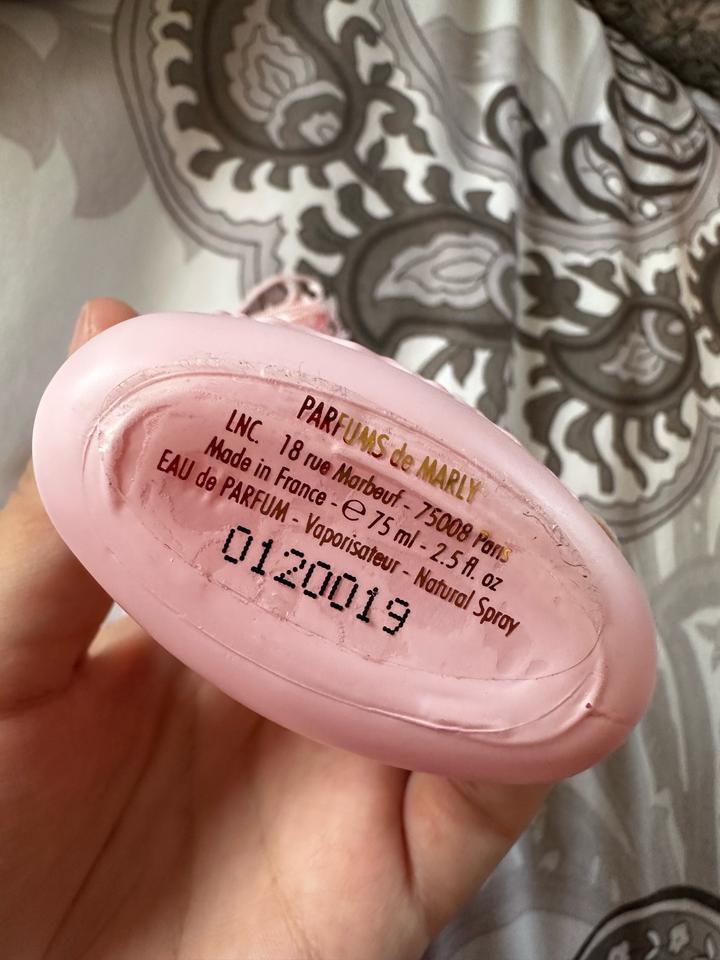 PARFUMS de MARLY
LNC. 18 rue Marbeuf - 75008 Paris
Made in France - ℮ 75 ml - 2.5 fl. oz
EAU de PARFUM - Vaporisateur - Natural Spray
0120019